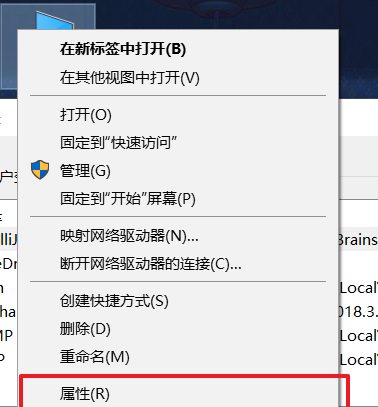 在新标签中打开(B)
在其他视图中打开(V)
打开(O)
固定到"快速访问"
管理(G)
固定到"开始"屏幕(P)
映射网络驱动器(N)...
断开网络驱动器的连接(C)...
创建快捷方式(S)
删除(D)
重命名(M)
属性(R)
户
elliJ
Brains
eDr
Local\
ha
018.3.
MP
Local\
P
Local\